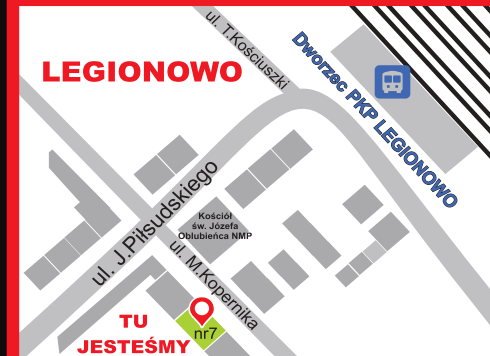 ul. T.Kościuszki
LEGIONOWO
Dworzec PKP LEGIONOWO
ul. J.Piłsudskiego
Kościół
św. Józefa
Oblubieńca NMP
ul. M.Kopernika
TU
JESTEŚMY
nr7